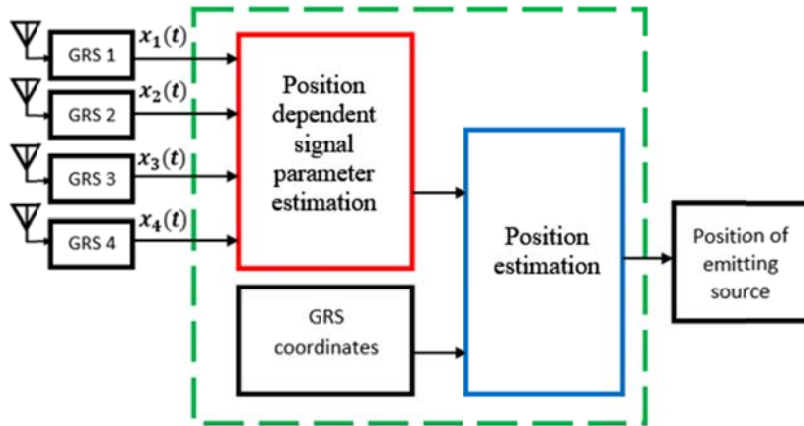 GRS 1
x₁(t)
GRS 2
x₂(t)
GRS 3
x₃(t)
GRS 4
x₄(t)
Position
dependent
signal
parameter
estimation
GRS
coordinates
Position
estimation
Position of
emitting
source